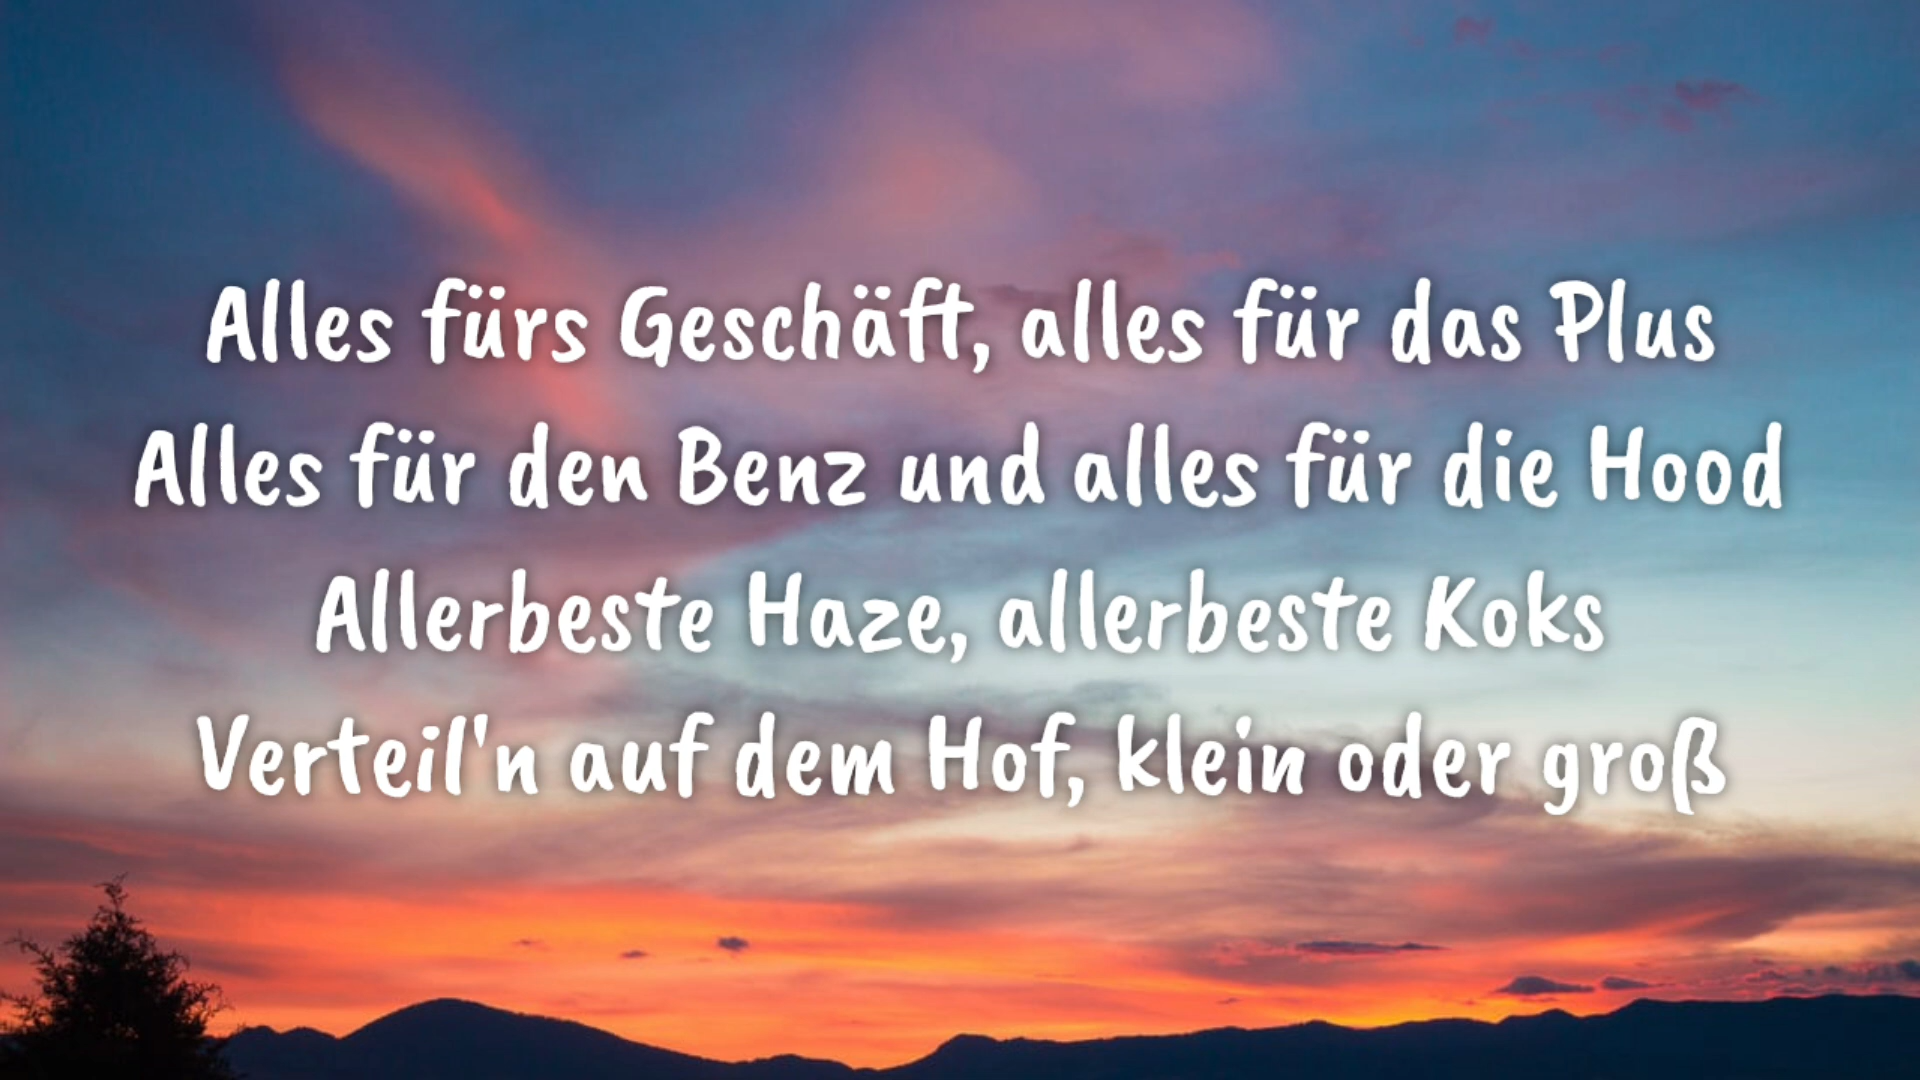 Alles fürs Geschäft, alles für das Plus
Alles für den Benz und alles für die Hood
Allerbeste Haze, allerbeste Koks
Verteil'n auf dem Hof, klein oder groß